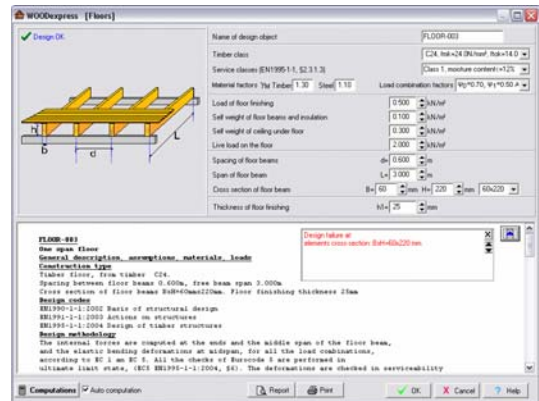 WOODexpress [Floors]
Design OK
Name of design object FLOOR-003
Timber class C24, fmk=24.0N/mm², ftok=14.0
Service classes (EN1995-1-1, §2.3.1.3) Class 1, moisture content<=12%
Material factors γM Timber 1.30 Steel 1.10 Load combination factors Ψ0*0.70, Ψ1*0.50
Load of floor finishing 0.500 kN/m²
Self weight of floor beams and insulation 0.100 kN/m²
Self weight of ceiling under floor 0.300 kN/m²
Live load on the floor 2.000 kN/m²
Spacing of floor beams d= 0.600 m
Span of floor beam L= 3.000 m
Cross section of floor beam B= 60 mm H= 220 mm 60x220
Thickness of floor finishing h1= 25 mm
h
b
d
L
FLOOR-003
One span floor
General description, assumptions, materials, loads
Construction type
Timber floor, from timber C24.
Spacing between floor beams 0.600m, free beam span 3.000m
Cross section of floor beams BxH=60mmx220mm. Floor finishing thickness 25mm
Design codes
EN1990-1-1:2002 Basis of structural design
EN1991-1-1:2003 Actions on structures
EN1995-1-1:2004 Design of timber structures
Design methodology
The internal forces are computed at the ends and the middle span of the floor beam,
and the elastic bending deformations at midspan, for all the load combinations,
according to EC 1 an EC 5. All the checks of Eurocode 5 are performed in
ultimate limit state, (EC5 EN1995-1-1:2004, §6). The deformations are checked in serviceability
Design failure at:
elements cross section: BxH=60x220 mm
Computations Auto computation Report Print OK Cancel Help